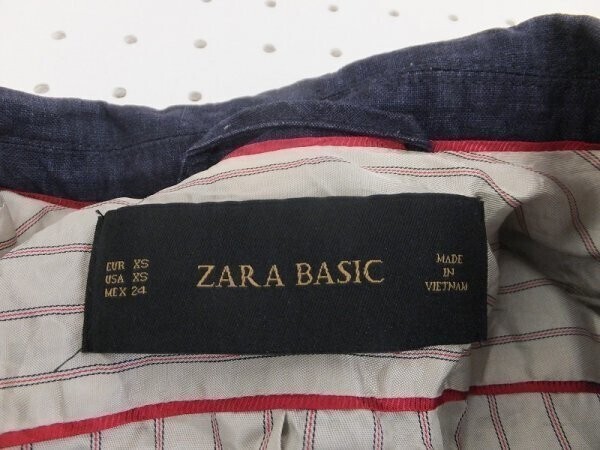 EUR XS
USA XS
MEX 24
ZARA BASIC
MADE
IN
VIETNAM